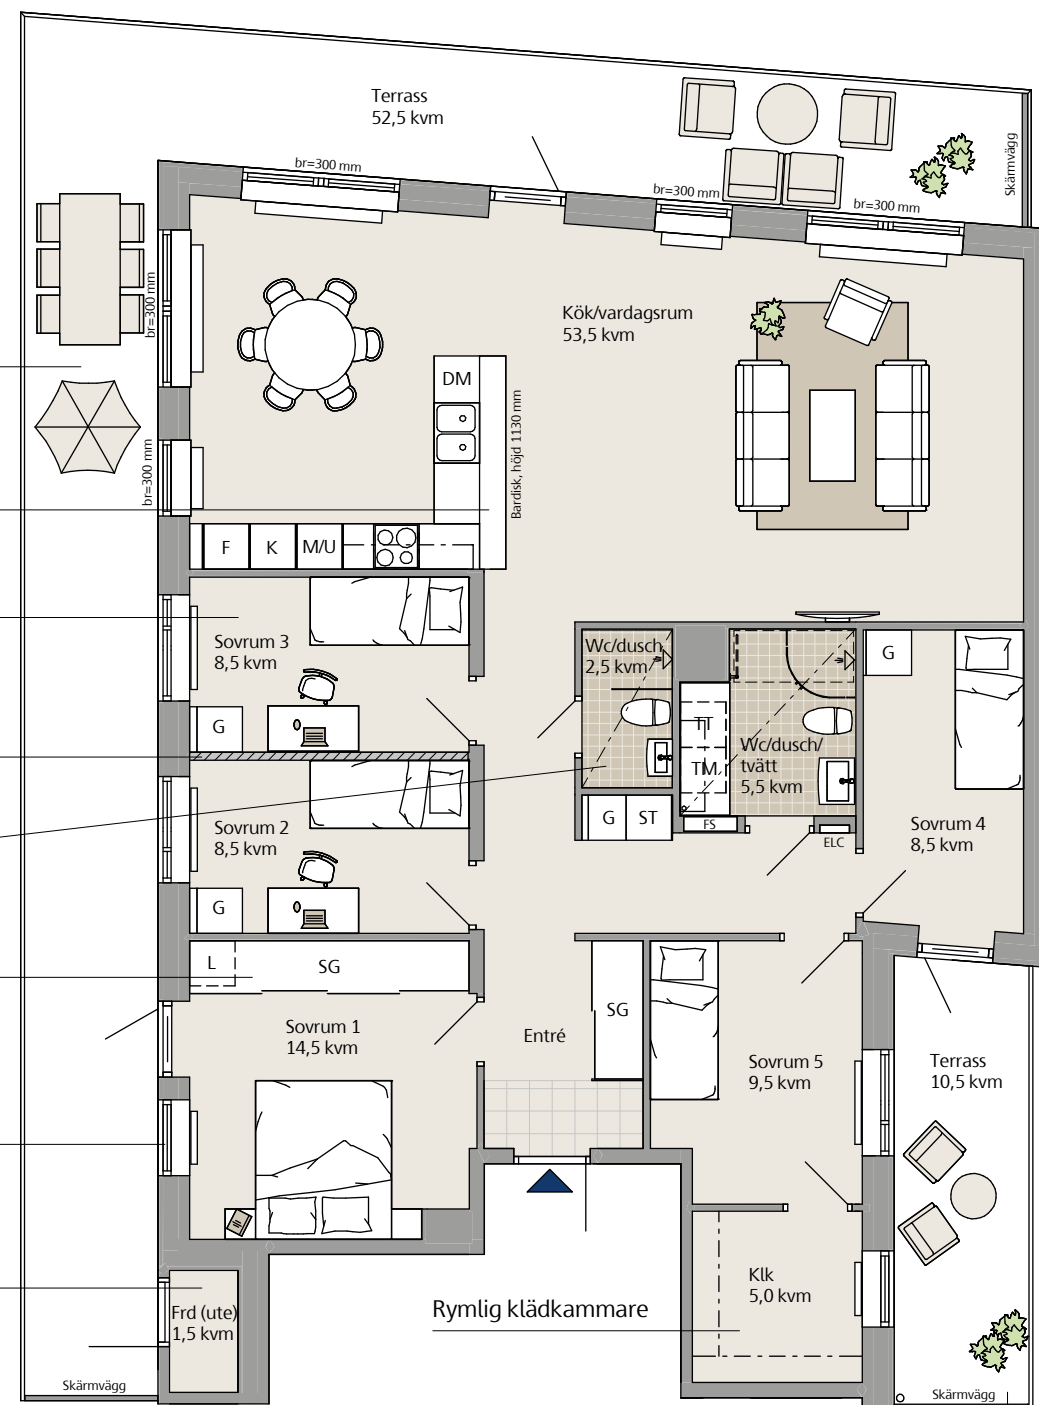 Terrass
52,5 kvm
Skärmvägg
br=300 mm
br=300 mm
br=300 mm
br=300 mm
Kök/vardagsrum
53,5 kvm
DM
Bardisk, höjd 1130 mm
br=300 mm
F
K
M/U
Sovrum 3
8,5 kvm
G
Wc/dusch
2,5 kvm
TT
TM
Wc/dusch/
tvätt
5,5 kvm
G
G
ST
FS
ELC
Sovrum 2
8,5 kvm
G
Sovrum 4
8,5 kvm
L
SG
Sovrum 1
14,5 kvm
Entré
SG
Sovrum 5
9,5 kvm
Terrass
10,5 kvm
Klk
5,0 kvm
Rymlig klädkammare
Frd (ute)
1,5 kvm
Skärmvägg
Skärmvägg